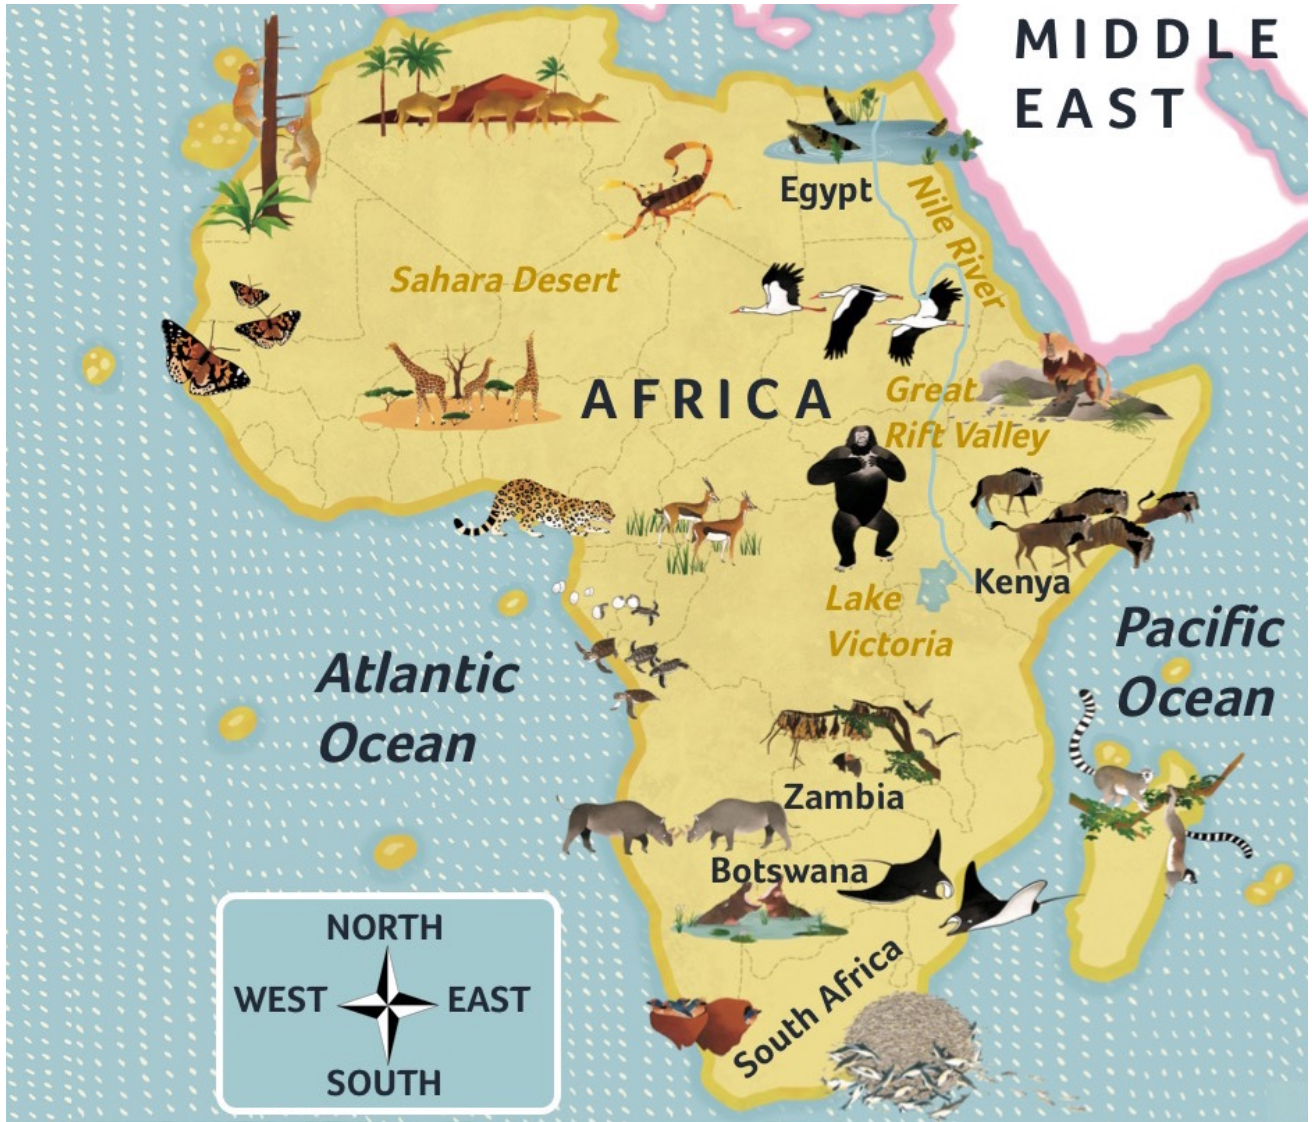 MIDDLE
EAST
Egypt
Nile River
Sahara Desert
AFRICA
Great
Rift Valley
Kenya
Lake
Victoria
Pacific
Ocean
Atlantic
Ocean
Zambia
Botswana
South Africa
NORTH
WEST EAST
SOUTH